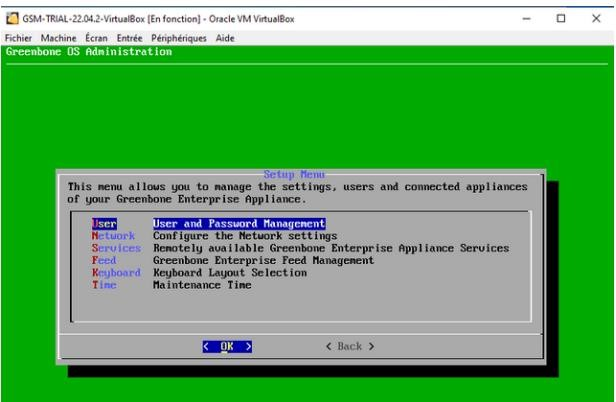 GSM-TRIAL-22.04.2-VirtualBox [En fonction] - Oracle VM VirtualBox
Fichier Machine Écran Entrée Périphériques Aide
Greenbone OS Administration
Setup Menu
This menu allows you to manage the settings, users and connected appliances
of your Greenbone Enterprise Appliance.
User User and Password Management
Network Configure the Network settings
Services Remotely available Greenbone Enterprise Appliance Services
Feed Greenbone Enterprise Feed Management
Keyboard Keyboard Layout Selection
Time Maintenance Time
< OK > < Back >